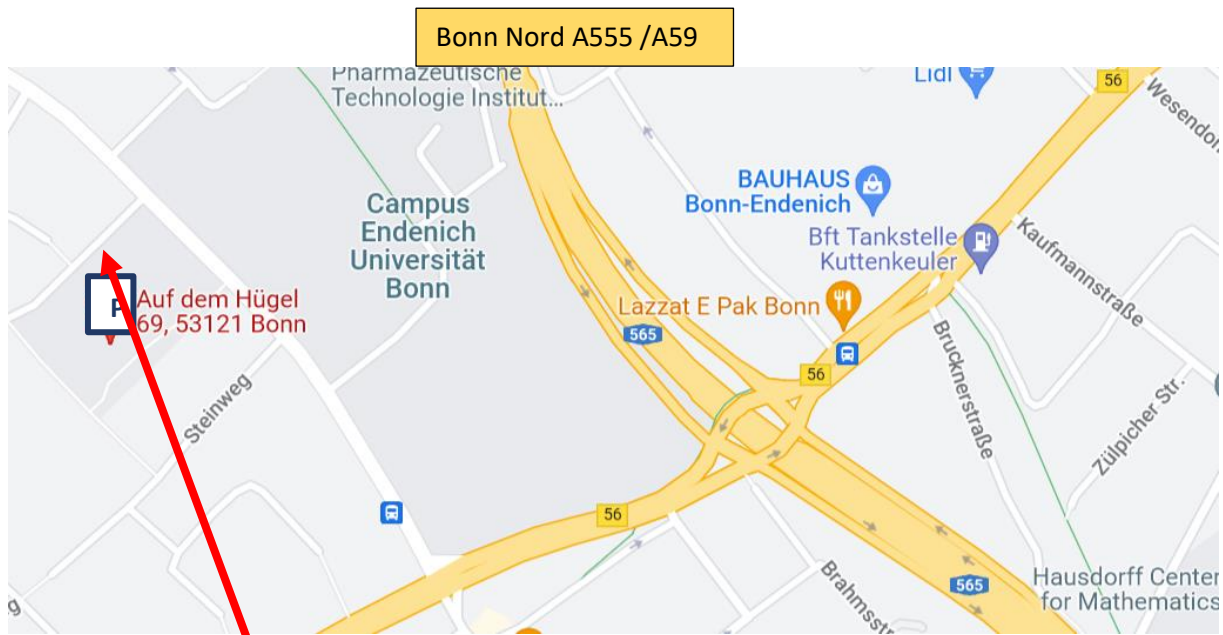 Bonn Nord A555 /A59
Pharmazeutische
Technologie Institut...
Lidl
56
Wesendon
BAUHAUS
Bonn-Endenich
Campus
Endenich
Universität
Bonn
Bft Tankstelle
Kuttenkeuler
Kaufmannstraße
P
Auf dem Hügel
69, 53121 Bonn
Lazzat E Pak Bonn
565
56
Brucknerstraße
Zülpicher Str.
Steinweg
56
Brahmsstr
565
Hausdorff Center
for Mathematics
g